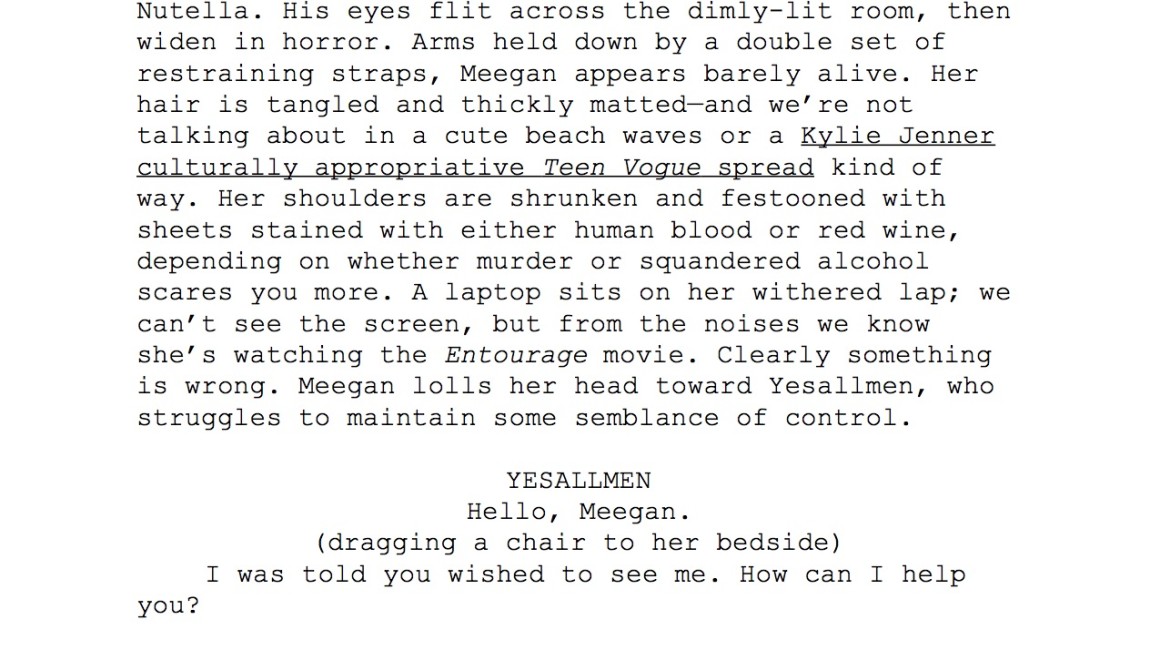 Nutella. His eyes flit across the dimly-lit room, then
widen in horror. Arms held down by a double set of
restraining straps, Meegan appears barely alive. Her
hair is tangled and thickly matted—and we’re not
talking about in a cute beach waves or a Kylie Jenner
culturally appropriative Teen Vogue spread kind of
way. Her shoulders are shrunken and festooned with
sheets stained with either human blood or red wine,
depending on whether murder or squandered alcohol
scares you more. A laptop sits on her withered lap; we
can’t see the screen, but from the noises we know
she’s watching the Entourage movie. Clearly something
is wrong. Meegan lolls her head toward Yesallmen, who
struggles to maintain some semblance of control.
YESALLMEN
Hello, Meegan.
(dragging a chair to her bedside)
I was told you wished to see me. How can I help
you?